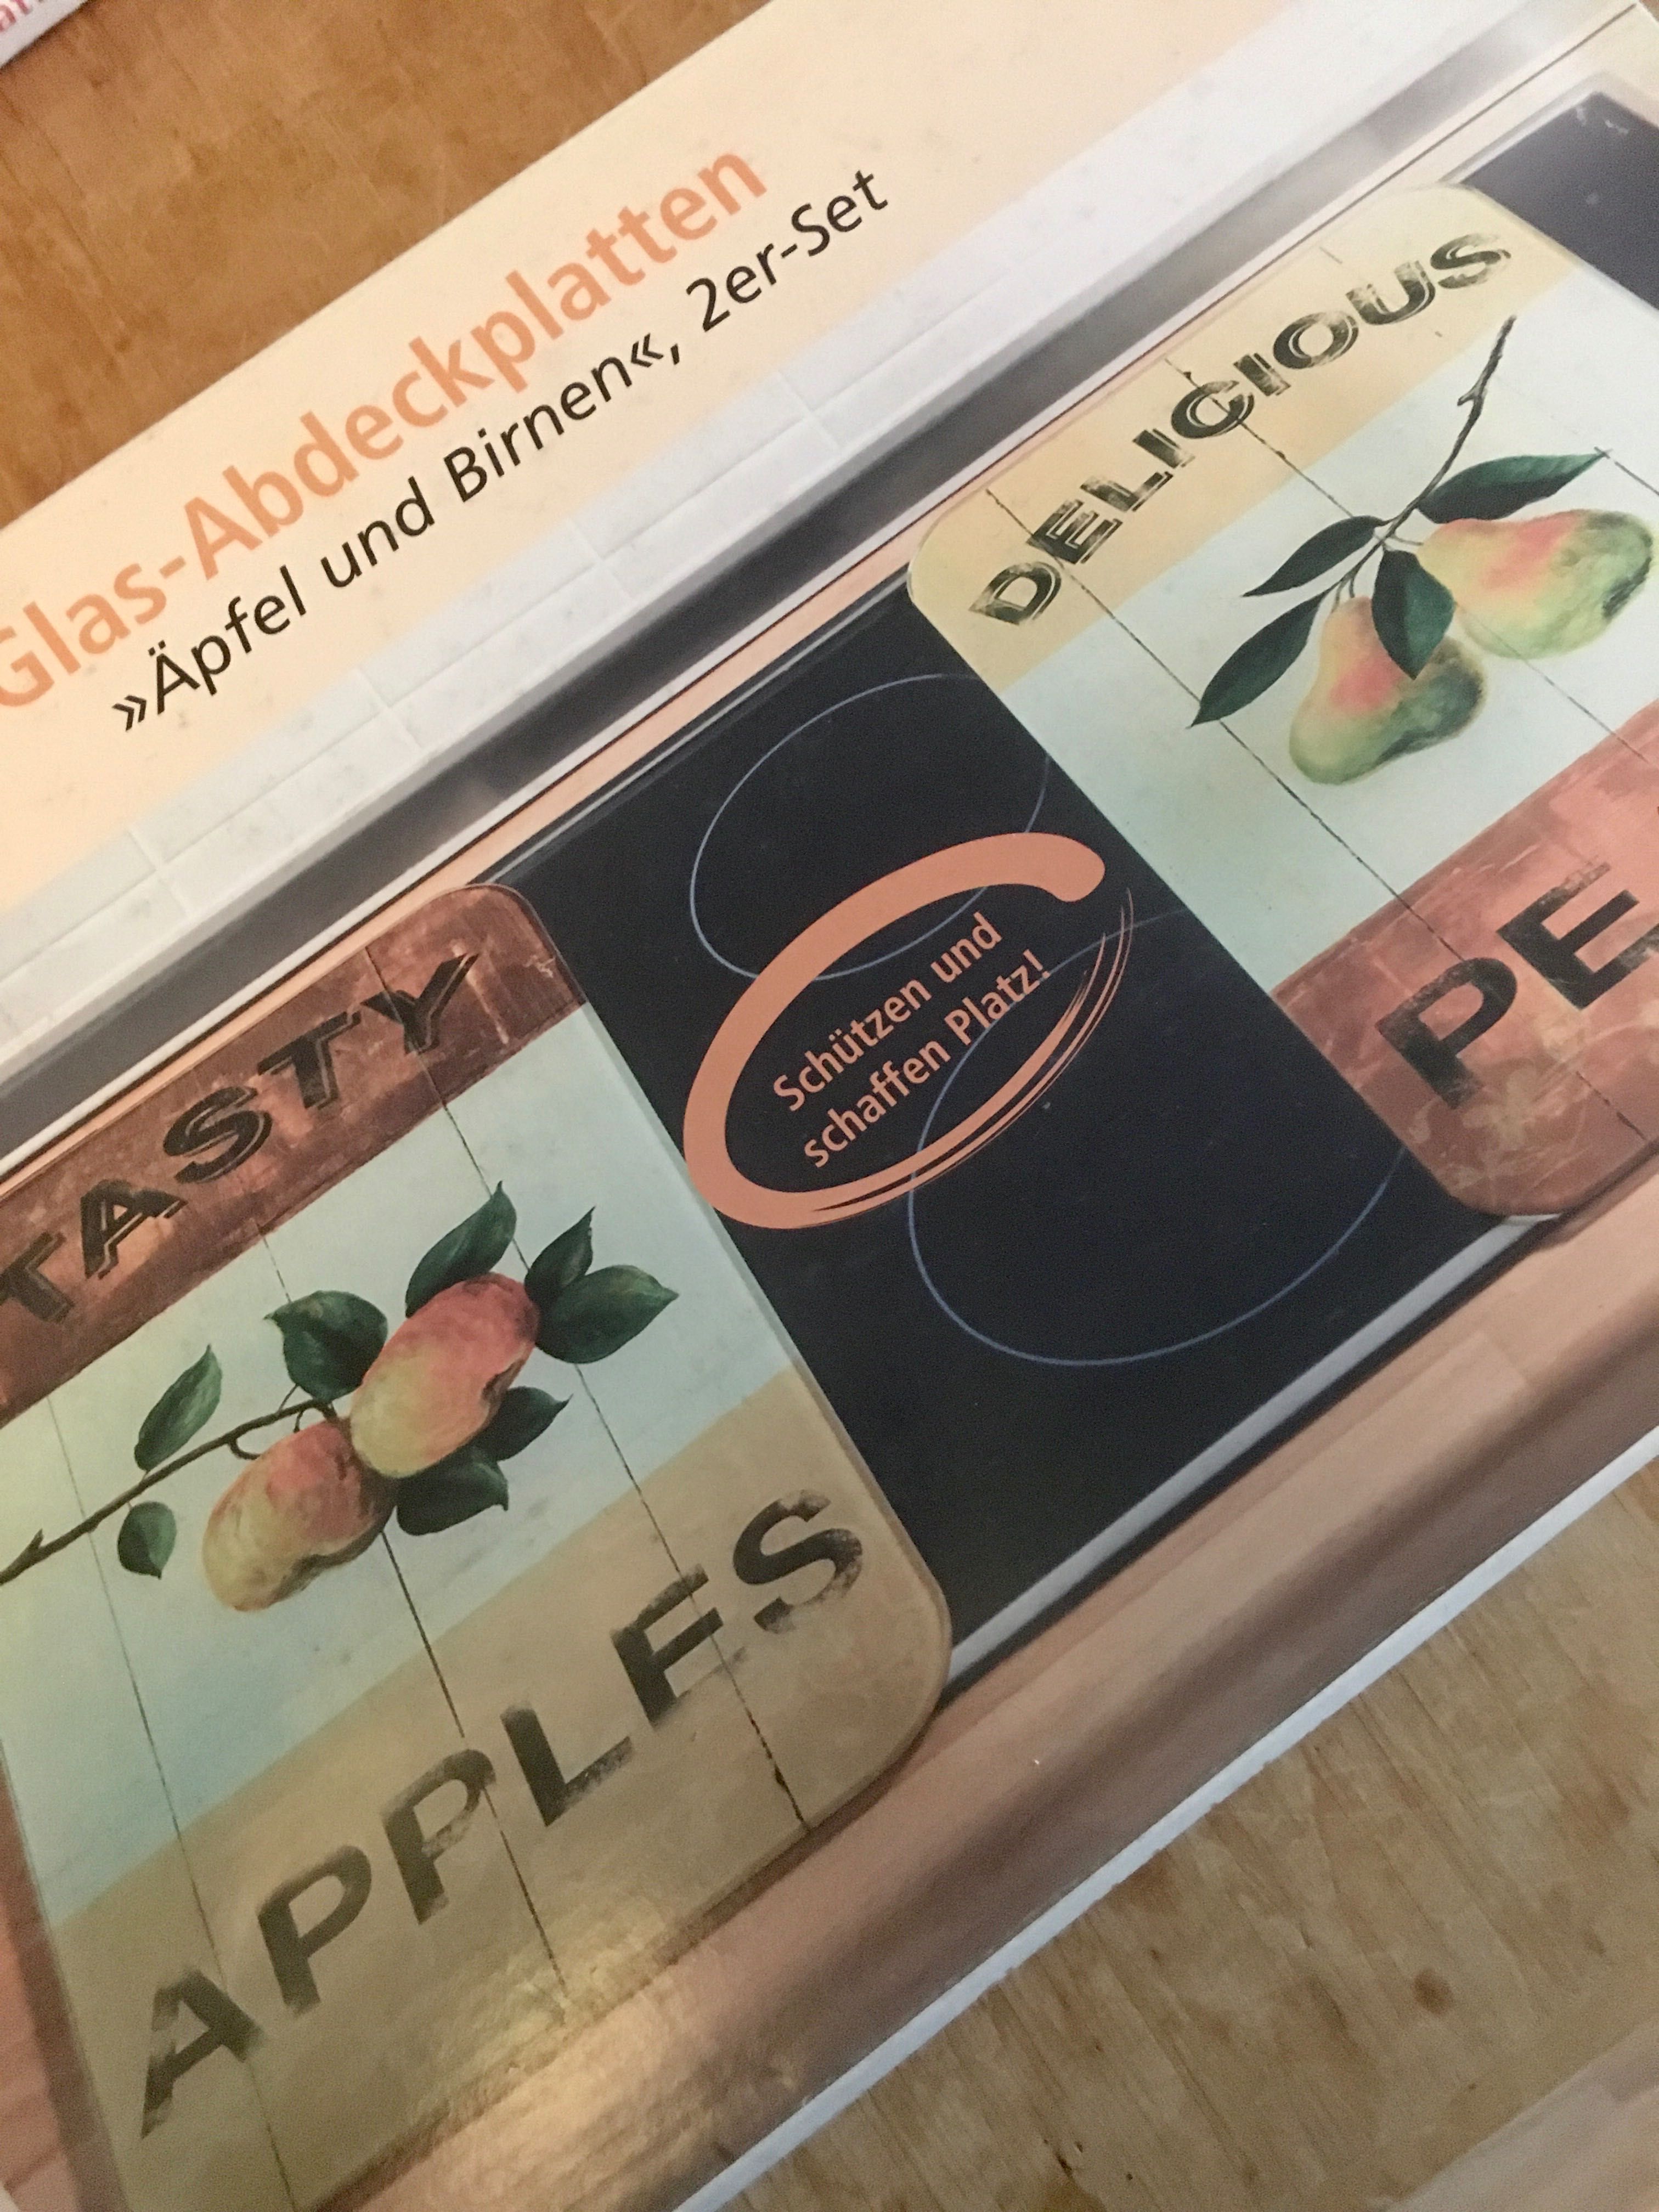 Glas-Abdeckplatten
»Äpfel und Birnen«, 2er-Set
DELICIOUS
PE
Schützen und
schaffen Platz!
TASTY
APPLES